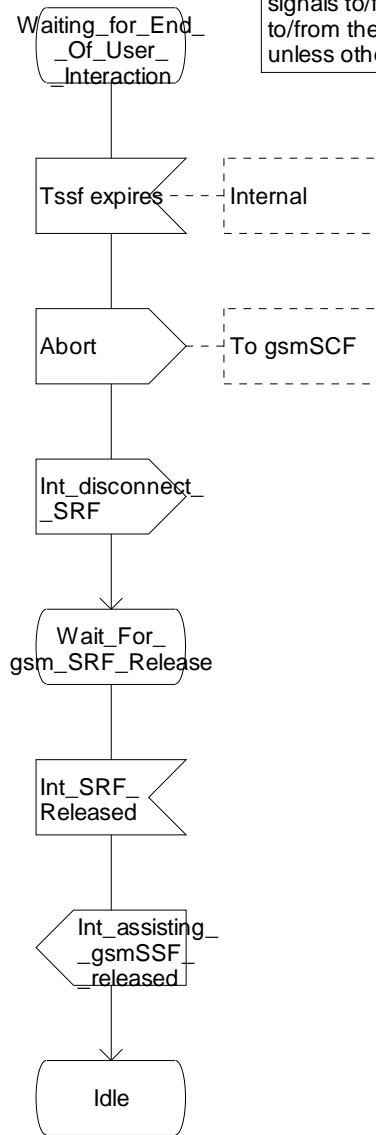 signals to/f
to/from the
unless othe
Waiting_for_End_
_Of_User_
_Interaction
Tssf expires
Internal
Abort
To gsmSCF
Int_disconnect_
_SRF
Wait_For_
gsm_SRF_Release
Int_SRF_
Released
Int_assisting_
_gsmSSF_
_released
Idle